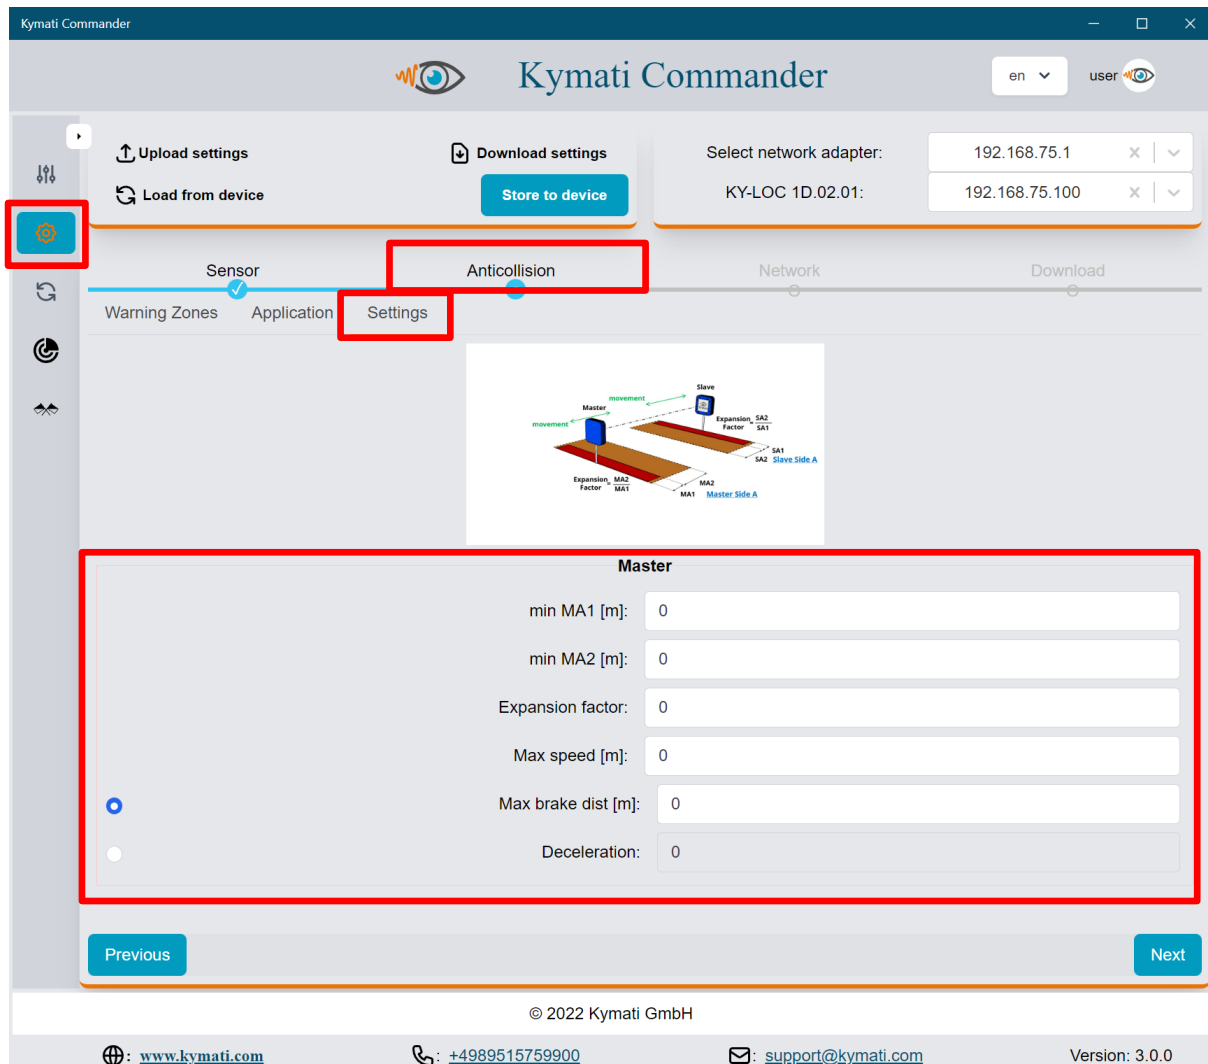 Kymati Commander
Kymati Commander
en
user
Upload settings
Download settings
Load from device
Store to device
Select network adapter:
192.168.75.1
KY-LOC 1D.02.01:
192.168.75.100
Sensor
Anticollision
Network
Download
Warning Zones
Application
Settings
Slave
movement
Master
movement
Expansion Factor = SA2 / SA1
SA1
SA2 Slave Side A
Expansion Factor = MA2 / MA1
MA2
MA1 Master Side A
Master
min MA1 [m]: 0
min MA2 [m]: 0
Expansion factor: 0
Max speed [m]: 0
Max brake dist [m]: 0
Deceleration: 0
Previous
Next
© 2022 Kymati GmbH
: www.kymati.com
: +4989515759900
: support@kymati.com
Version: 3.0.0